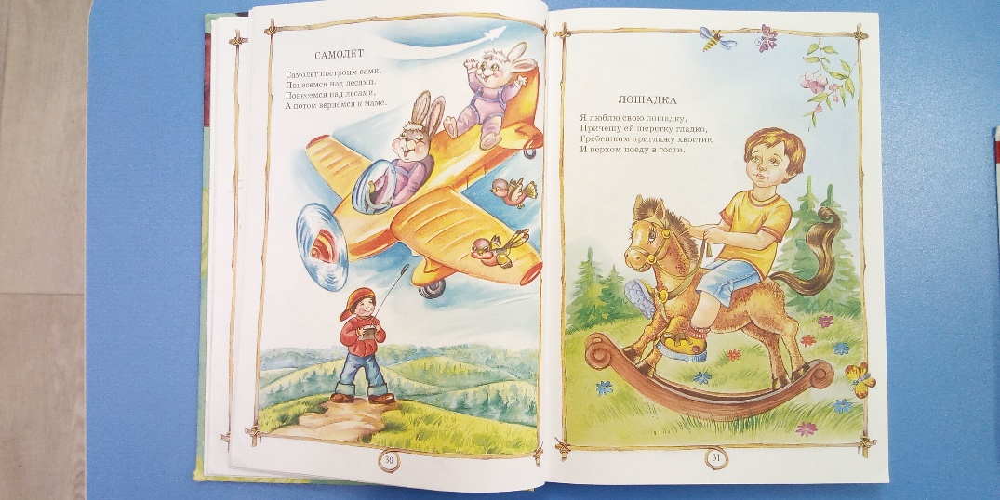 САМОЛЕТ
Самолет построим сами,
Понесемся над лесами.
Понесемся над лесами,
А потом вернемся к маме.
30
ЛОШАДКА
Я люблю свою лошадку,
Причешу ей шерстку гладко,
Гребешком приглажу хвостик
И верхом поеду в гости.
31